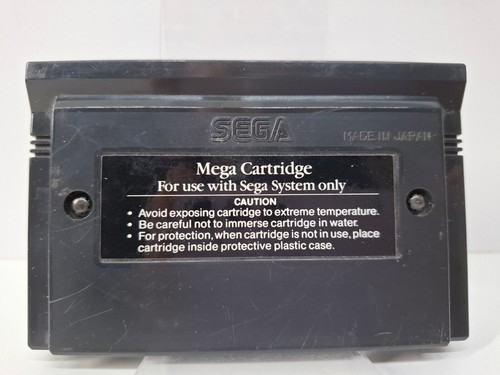 SEGA
MADE IN JAPAN
Mega Cartridge
For use with Sega System only
CAUTION
• Avoid exposing cartridge to extreme temperature.
• Be careful not to immerse cartridge in water.
• For protection, when cartridge is not in use, place
cartridge inside protective plastic case.